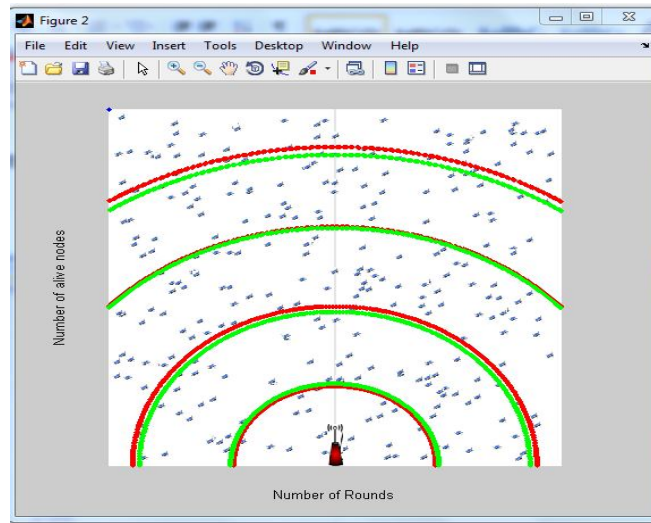 Figure 2
File Edit View Insert Tools Desktop Window Help
Number of alive nodes
Number of Rounds